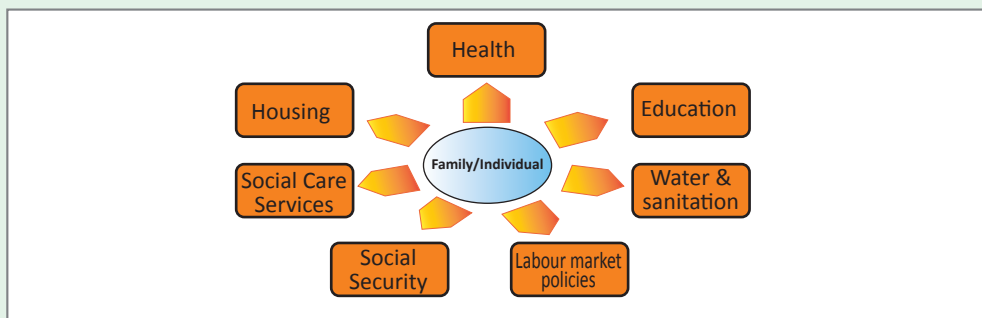 Health
Housing
Education
Family/Individual
Social Care
Services
Water &
sanitation
Social
Security
Labour market
policies